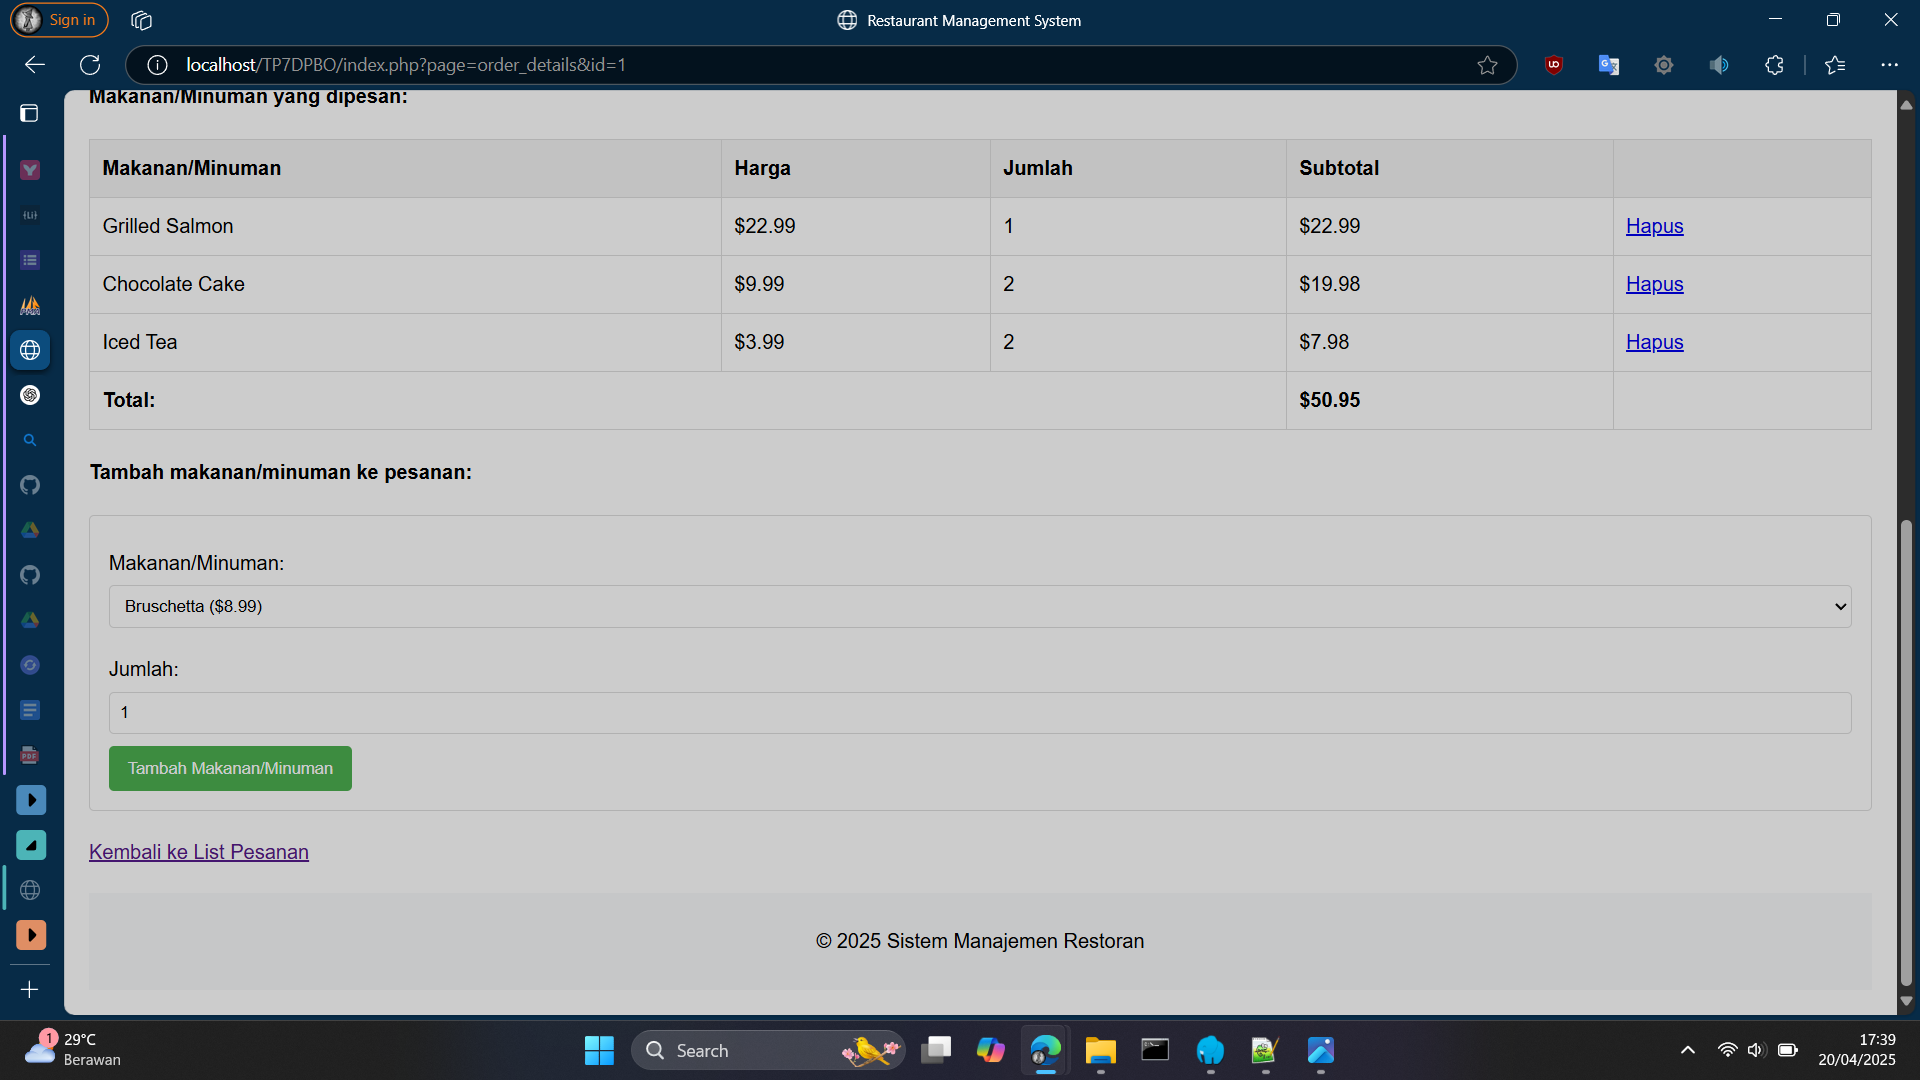 Sign in
Restaurant Management System
localhost/TP7DPBO/index.php?page=order_details&id=1
Makanan/Minuman yang dipesan:
Makanan/Minuman Harga Jumlah Subtotal
Grilled Salmon $22.99 1 $22.99 Hapus
Chocolate Cake $9.99 2 $19.98 Hapus
Iced Tea $3.99 2 $7.98 Hapus
Total: $50.95
Tambah makanan/minuman ke pesanan:
Makanan/Minuman:
Bruschetta ($8.99)
Jumlah:
1
Tambah Makanan/Minuman
Kembali ke List Pesanan
© 2025 Sistem Manajemen Restoran
1
29°C
Berawan
Search
17:39
20/04/2025